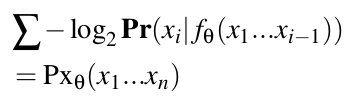 ∑ − log₂ Pr(xᵢ|f_θ(x₁...xᵢ₋₁))
= Px_θ(x₁...xₙ)